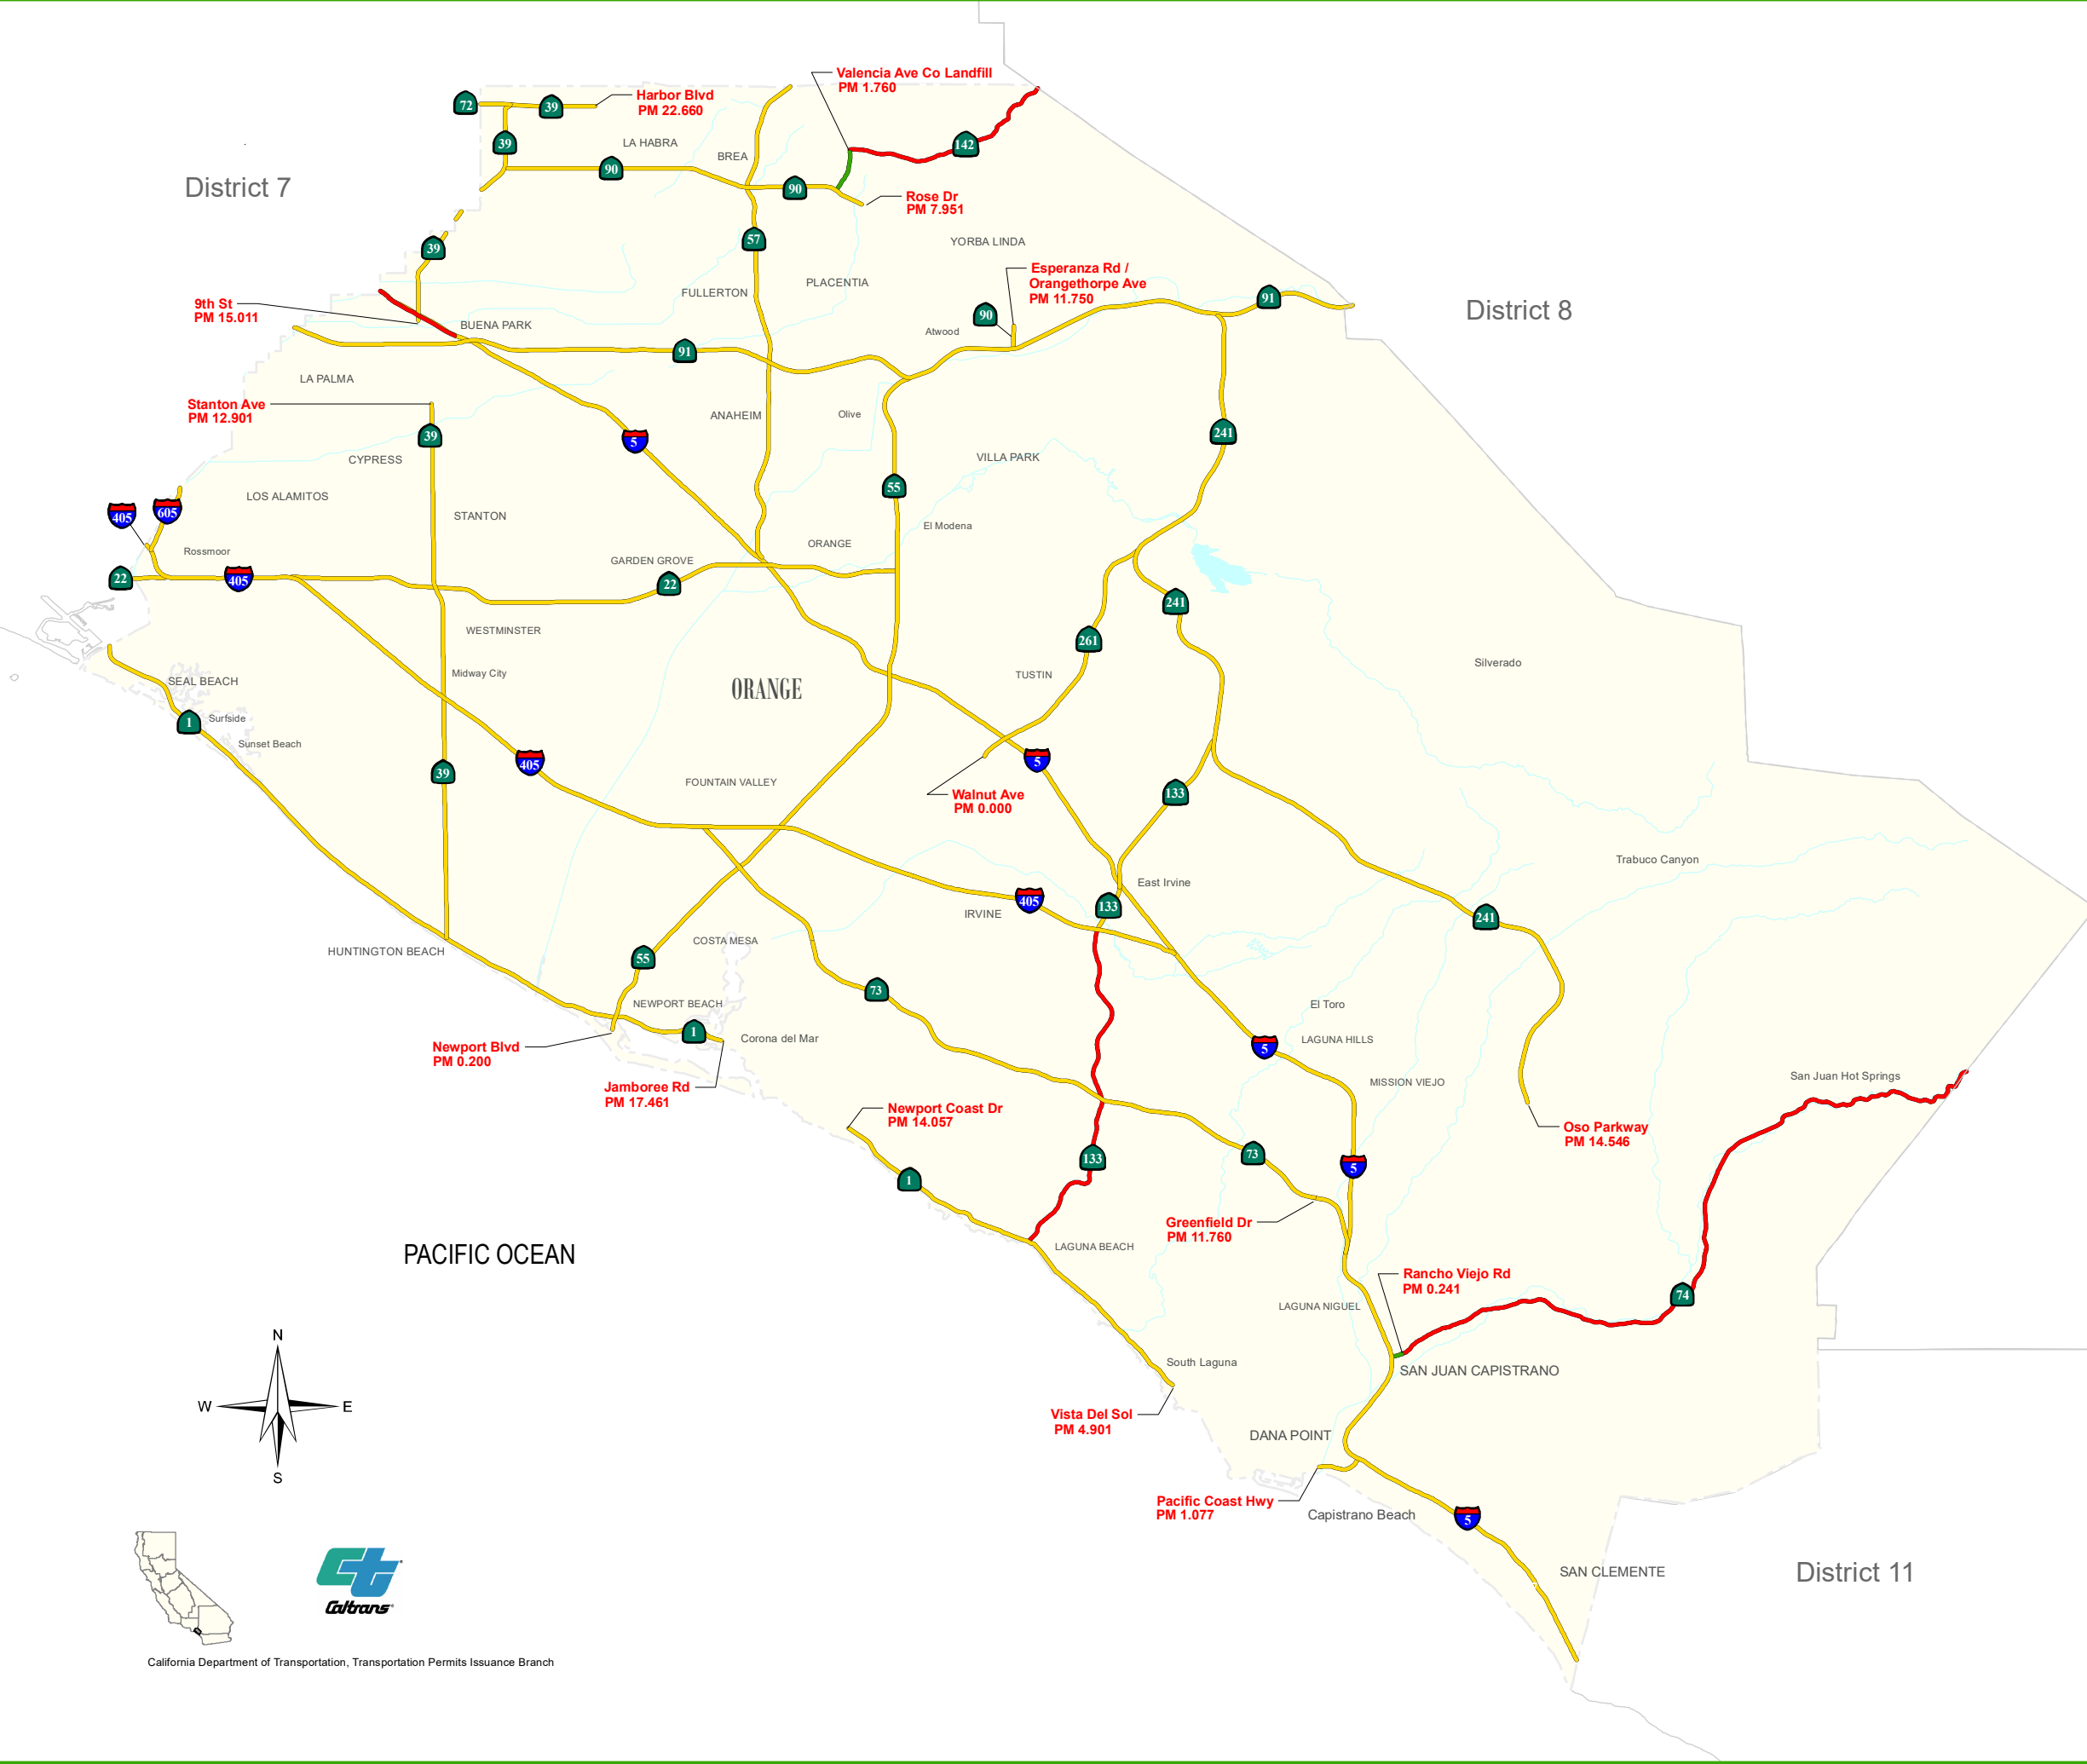 Valencia Ave Co Landfill
PM 1.760
72
39
Harbor Blvd
PM 22.660
39
LA HABRA
142
BREA
90
District 7
90
Rose Dr
PM 7.951
39
57
YORBA LINDA
Esperanza Rd /
Orangethorpe Ave
PM 11.750
PLACENTIA
FULLERTON
91
9th St
PM 15.011
District 8
90
BUENA PARK
Atwood
91
LA PALMA
Stanton Ave
PM 12.901
ANAHEIM
Olive
39
5
241
CYPRESS
VILLA PARK
LOS ALAMITOS
55
405
605
STANTON
El Modena
ORANGE
Rossmoor
GARDEN GROVE
22
405
22
241
WESTMINSTER
261
Silverado
Midway City
TUSTIN
SEAL BEACH
ORANGE
Surfside
1
Sunset Beach
405
39
5
FOUNTAIN VALLEY
Walnut Ave
PM 0.000
133
Trabuco Canyon
East Irvine
405
133
IRVINE
241
COSTA MESA
HUNTINGTON BEACH
55
73
NEWPORT BEACH
El Toro
1
Corona del Mar
LAGUNA HILLS
Newport Blvd
PM 0.200
5
MISSION VIEJO
San Juan Hot Springs
Jamboree Rd
PM 17.461
Newport Coast Dr
PM 14.057
Oso Parkway
PM 14.546
133
73
5
1
Greenfield Dr
PM 11.760
LAGUNA BEACH
PACIFIC OCEAN
Rancho Viejo Rd
PM 0.241
74
LAGUNA NIGUEL
N
South Laguna
SAN JUAN CAPISTRANO
W
E
Vista Del Sol
PM 4.901
DANA POINT
S
Pacific Coast Hwy
PM 1.077
Capistrano Beach
5
SAN CLEMENTE
District 11
Caltrans
California Department of Transportation, Transportation Permits Issuance Branch